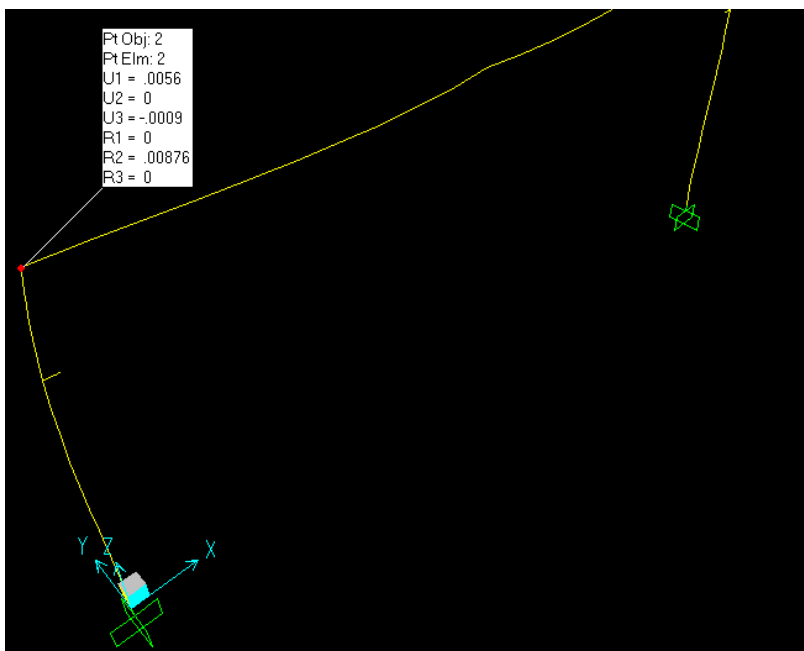 Pt Obj: 2
Pt Elm: 2
U1 = .0056
U2 = 0
U3 = -.0009
R1 = 0
R2 = .00876
R3 = 0
Y Z X